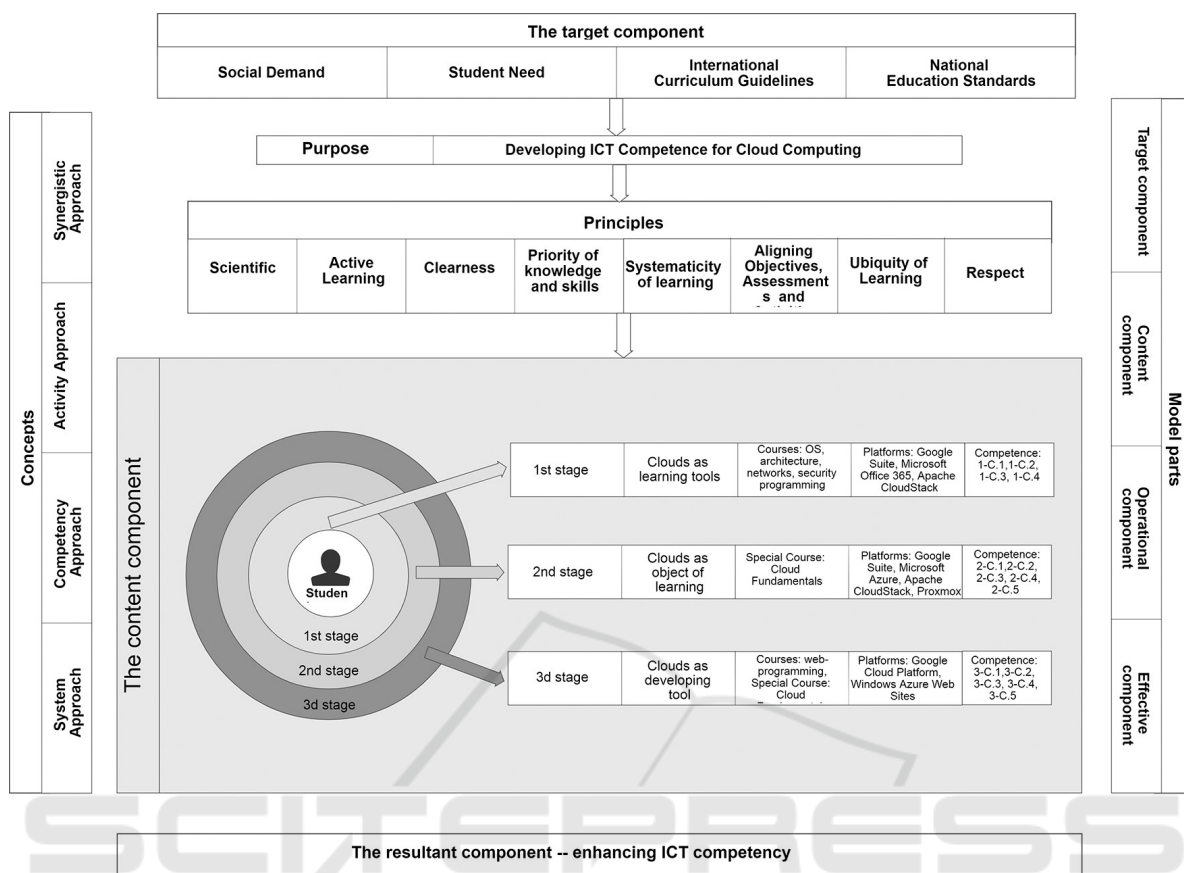 The target component
Social Demand
Student Need
International
Curriculum Guidelines
National
Education Standards
Purpose
Developing ICT Competence for Cloud Computing
Principles
Scientific
Active
Learning
Clearness
Priority of
knowledge
and skills
Systematicity
of learning
Aligning
Objectives,
Assessment
s and
Ubiquity of
Learning
Respect
Concepts
Synergistic
Approach
Activity Approach
Competency
Approach
System
Approach
The content component
Studen
1st stage
2nd stage
3d stage
1st stage
Clouds as
learning tools
Courses: OS,
architecture,
networks, security
programming
Platforms: Google
Suite, Microsoft
Office 365, Apache
CloudStack
Competence:
1-C.1,1-C.2,
1-C.3, 1-C.4
2nd stage
Clouds as
object of
learning
Special Course:
Cloud
Fundamentals
Platforms: Google
Suite, Microsoft
Azure, Apache
CloudStack, Proxmox
Competence:
2-C.1,2-C.2,
2-C.3, 2-C.4,
2-C.5
3d stage
Clouds as
developing
tool
Courses: web-
programming,
Special Course:
Cloud
Platforms: Google
Cloud Platform,
Windows Azure Web
Sites
Competence:
3-C.1,3-C.2,
3-C.3, 3-C.4,
3-C.5
Target component
Content
component
Operational
component
Effective
component
Model parts
SCITEPRESS
The resultant component -- enhancing ICT competency